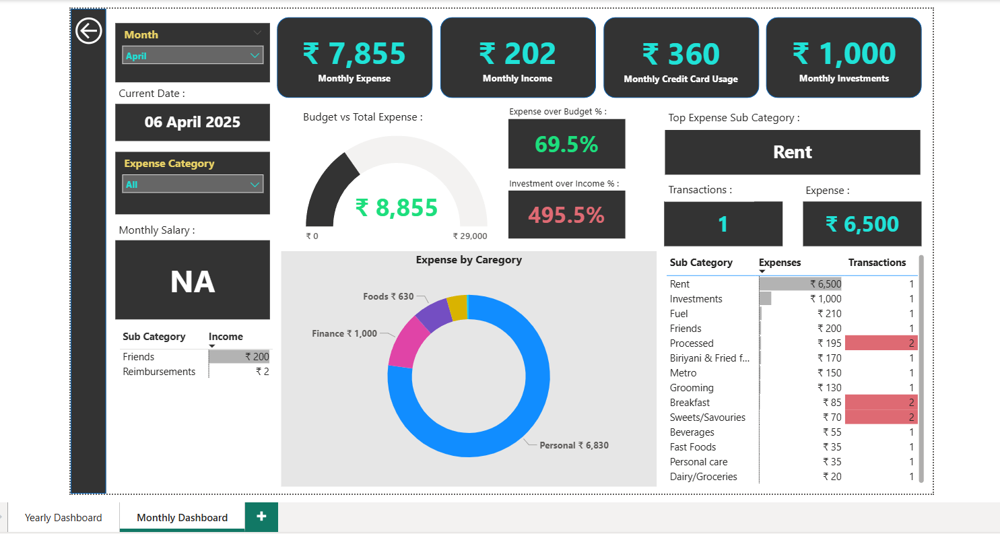 Month
April
Current Date :
06 April 2025
Expense Category
All
Monthly Salary :
NA
Sub Category Income
Friends ₹ 200
Reimbursements ₹ 2
₹ 7,855
Monthly Expense
₹ 202
Monthly Income
₹ 360
Monthly Credit Card Usage
₹ 1,000
Monthly Investments
Budget vs Total Expense :
₹ 8,855
₹ 0
₹ 29,000
Expense over Budget % :
69.5%
Investment over Income % :
495.5%
Top Expense Sub Category :
Rent
Transactions :
1
Expense :
₹ 6,500
Expense by Caregory
Foods ₹ 630
Finance ₹ 1,000
Personal ₹ 6,830
Sub Category Expenses Transactions
Rent ₹ 6,500 1
Investments ₹ 1,000 1
Fuel ₹ 210 1
Friends ₹ 200 1
Processed ₹ 195 2
Biriyani & Fried f... ₹ 170 1
Metro ₹ 150 1
Grooming ₹ 130 1
Breakfast ₹ 85 2
Sweets/Savouries ₹ 70 2
Beverages ₹ 55 1
Fast Foods ₹ 35 1
Personal care ₹ 35 1
Dairy/Groceries ₹ 20 1
Yearly Dashboard
Monthly Dashboard
+